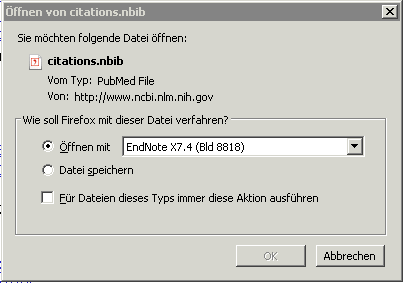 Öffnen von citations.nbib
Sie möchten folgende Datei öffnen:
citations.nbib
Vom Typ: PubMed File
Von: http://www.ncbi.nlm.nih.gov
Wie soll Firefox mit dieser Datei verfahren?
Öffnen mit EndNote X7.4 (Bld 8818)
Datei speichern
Für Dateien dieses Typs immer diese Aktion ausführen
OK Abbrechen